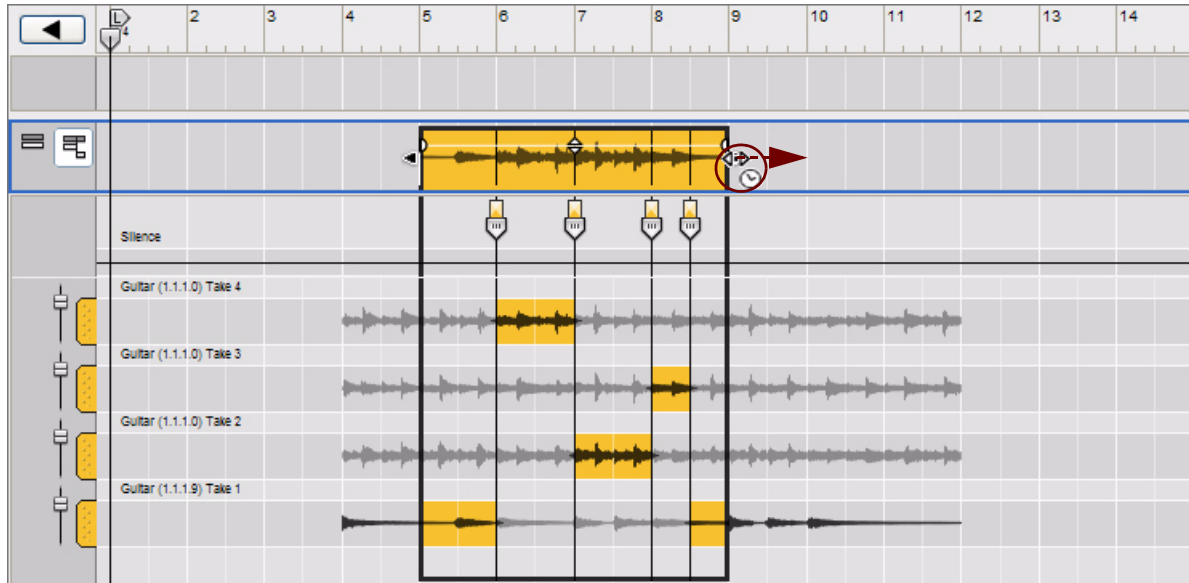 L 2 3 4 5 6 7 8 9 10 11 12 13 14
4
Silence
Guitar (1.1.1.0) Take 4
Guitar (1.1.1.0) Take 3
Guitar (1.1.1.0) Take 2
Guitar (1.1.1.9) Take 1